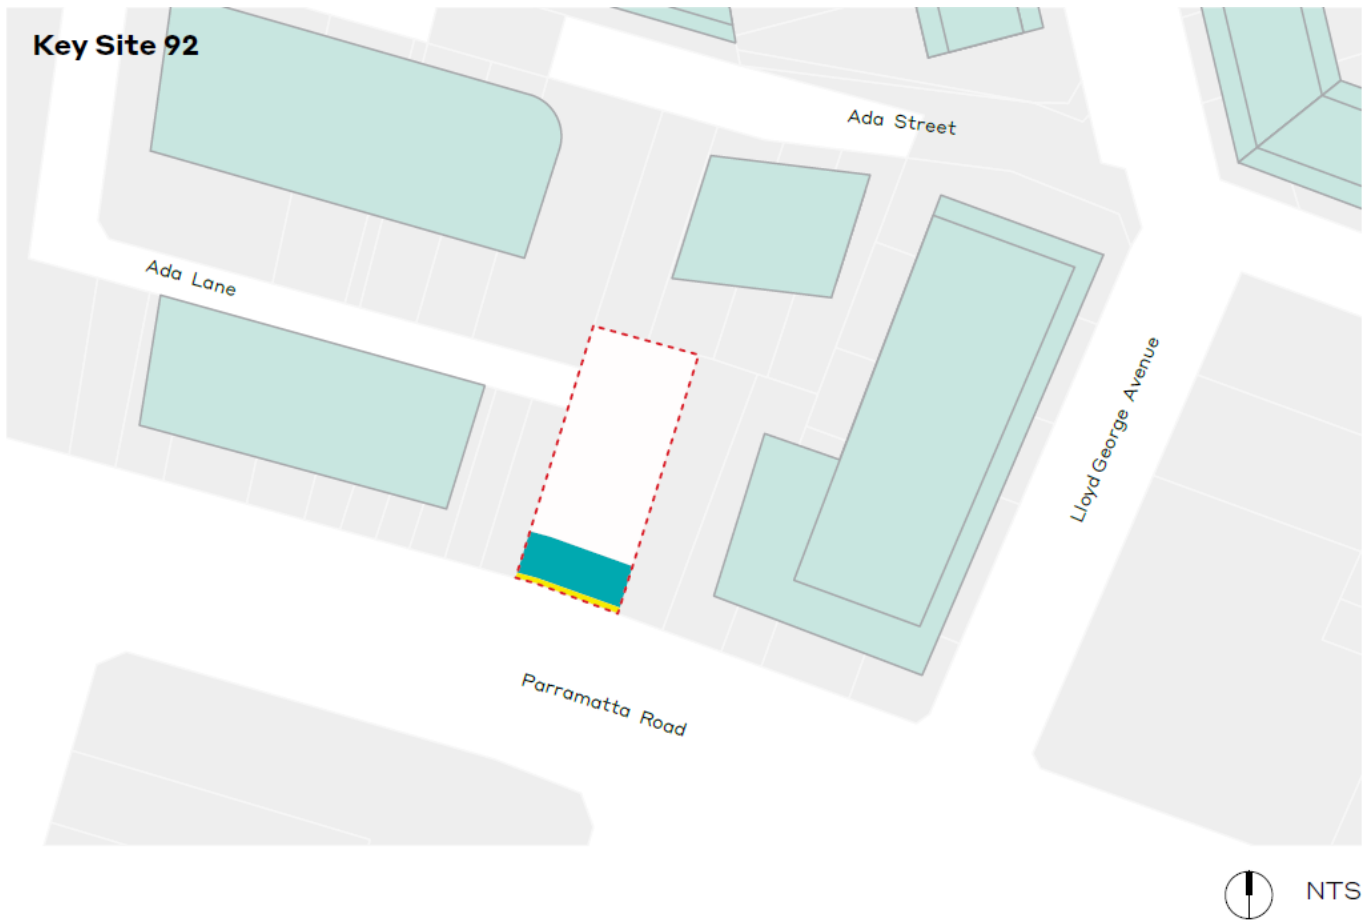 Key Site 92
Ada Street
Ada Lane
Lloyd George Avenue
Parramatta Road
NTS